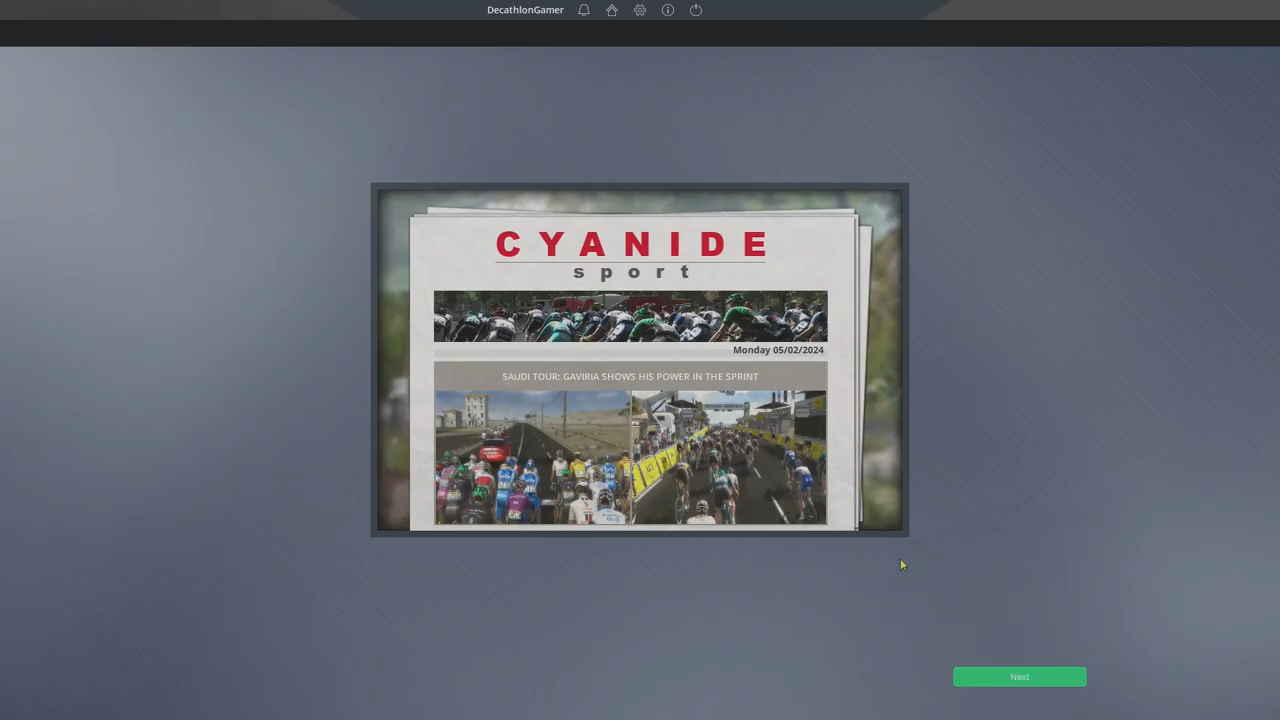 DecathlonGamer
CYANIDE
sport
Monday 05/02/2024
SAUDI TOUR: GAVIRIA SHOWS HIS POWER IN THE SPRINT
Next